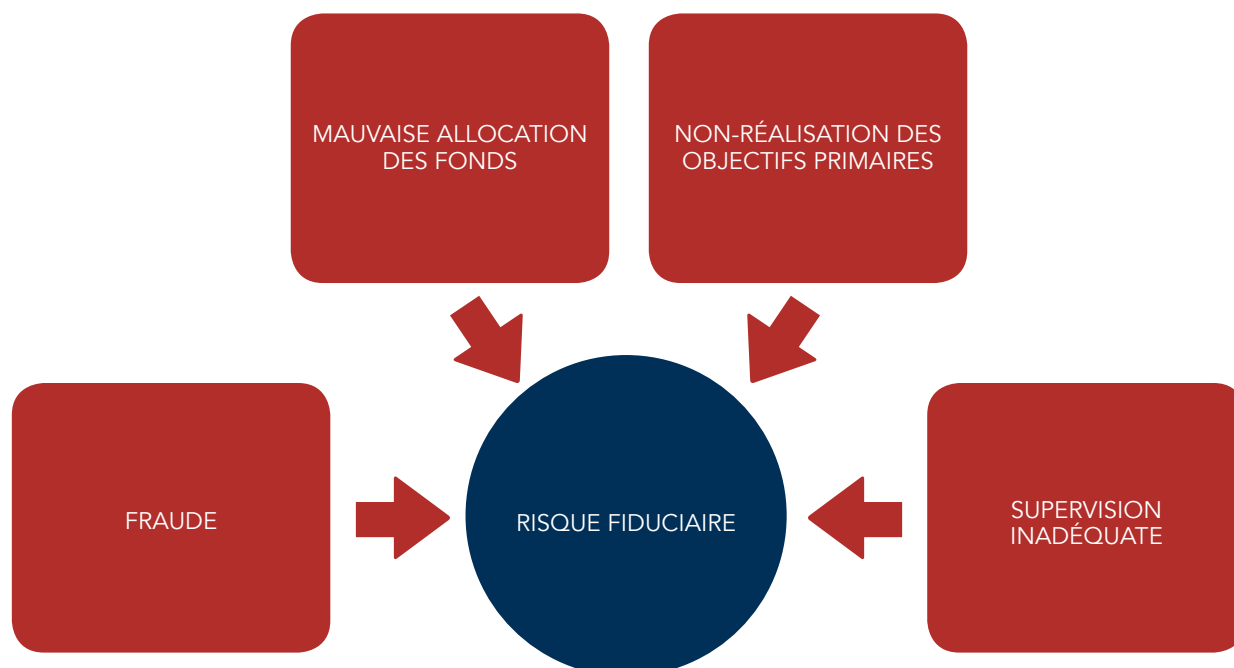 MAUVAISE ALLOCATION
DES FONDS
NON-RÉALISATION DES
OBJECTIFS PRIMAIRES
FRAUDE
RISQUE FIDUCIAIRE
SUPERVISION
INADÉQUATE